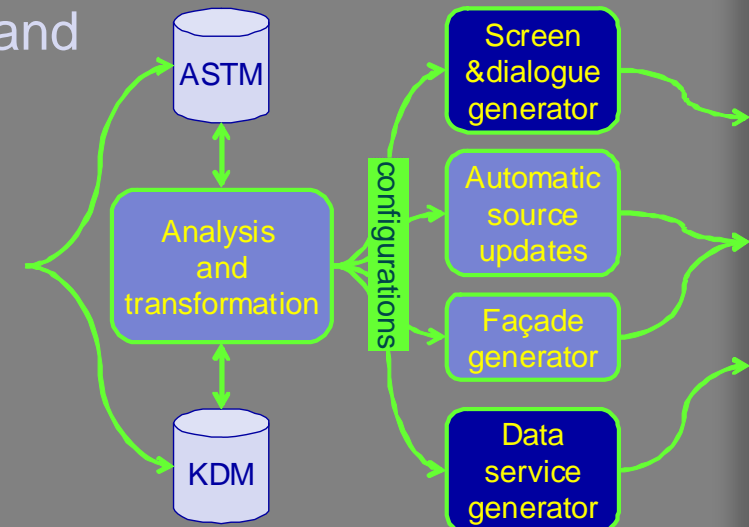 and
ASTM
Analysis
and
transformation
KDM
configurations
Screen
&dialogue
generator
Automatic
source
updates
Façade
generator
Data
service
generator